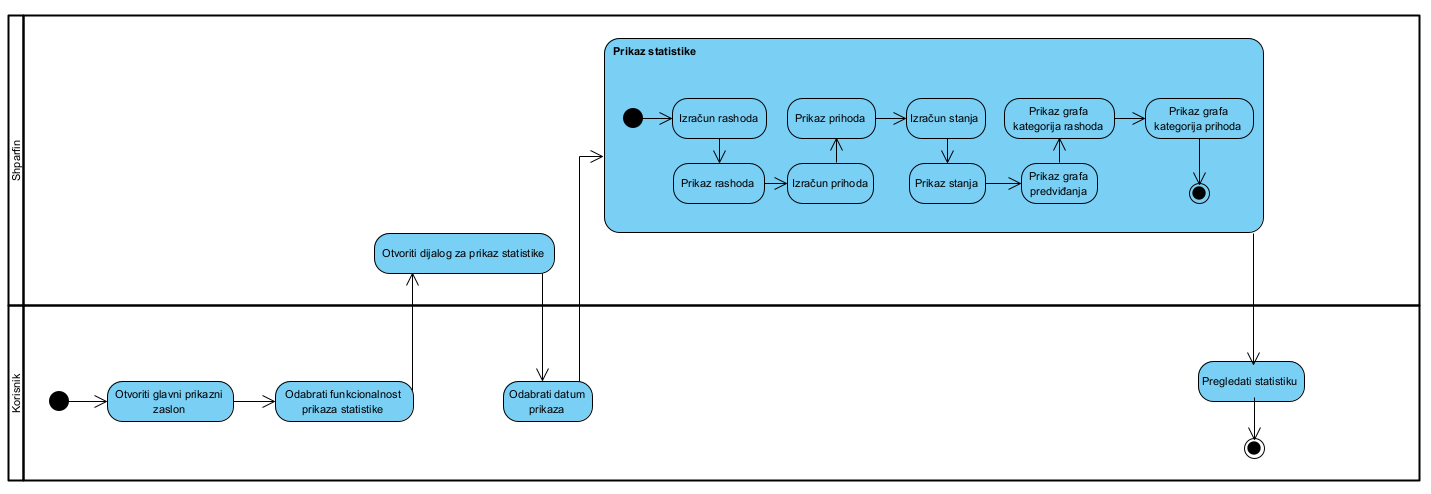 Shparfin
Prikaz statistike
Izračun rashoda
Prikaz rashoda
Izračun prihoda
Prikaz prihoda
Izračun stanja
Prikaz stanja
Prikaz grafa
predviđanja
Prikaz grafa
kategorija rashoda
Prikaz grafa
kategorija prihoda
Otvoriti dijalog za prikaz statistike
Korisnik
Otvoriti glavni prikazni
zaslon
Odabrati funkcionalnost
prikaza statistike
Odabrati datum
prikaza
Pregledati statistiku